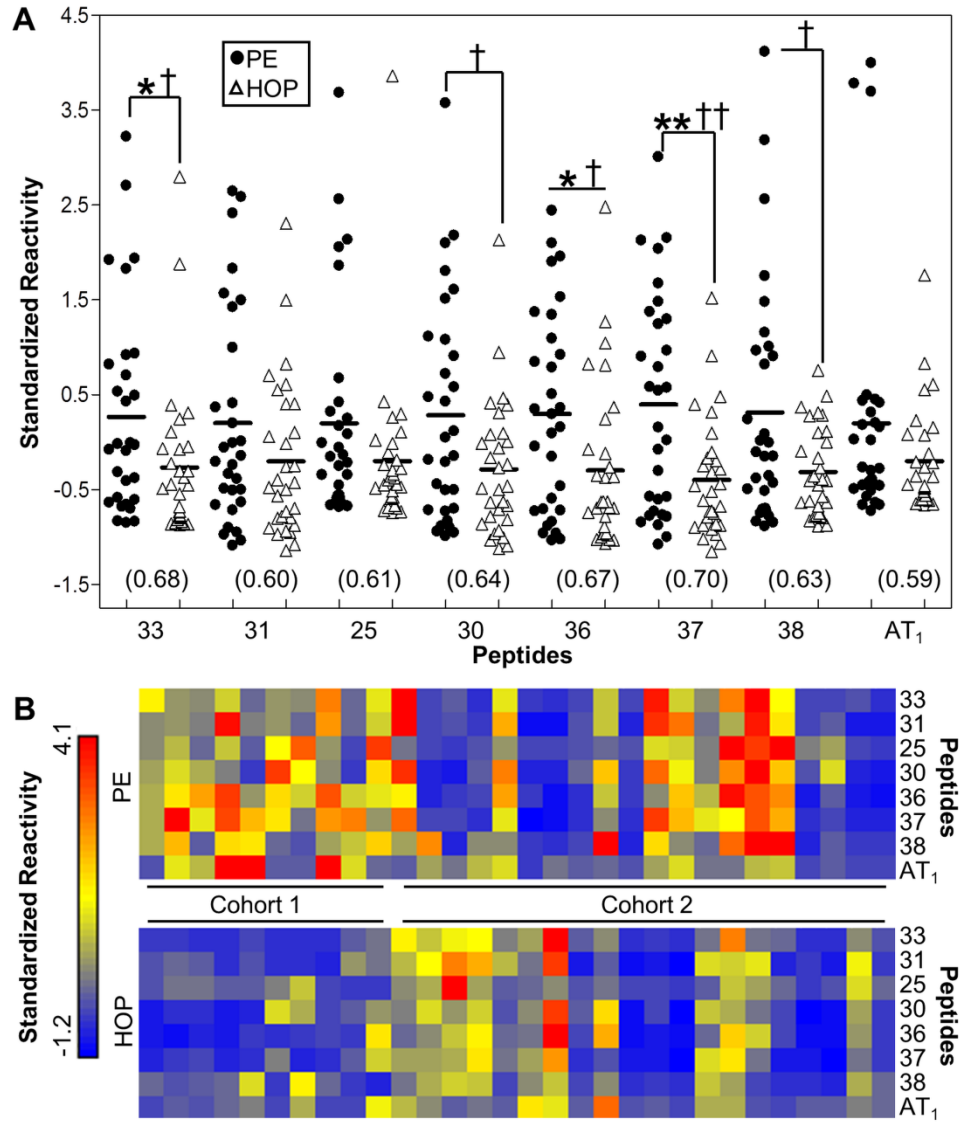 A
4.5
3.5
2.5
1.5
0.5
-0.5
-1.5
Standardized Reactivity
PE
HOP
*†
†
*†
**††
†
(0.68) (0.60) (0.61) (0.64) (0.67) (0.70) (0.63) (0.59)
33 31 25 30 36 37 38 AT₁
Peptides
B
4.1
-1.2
Standardized Reactivity
PE
33
31
25
30
36
37
38
AT₁
Peptides
Cohort 1 Cohort 2
HOP
33
31
25
30
36
37
38
AT₁
Peptides